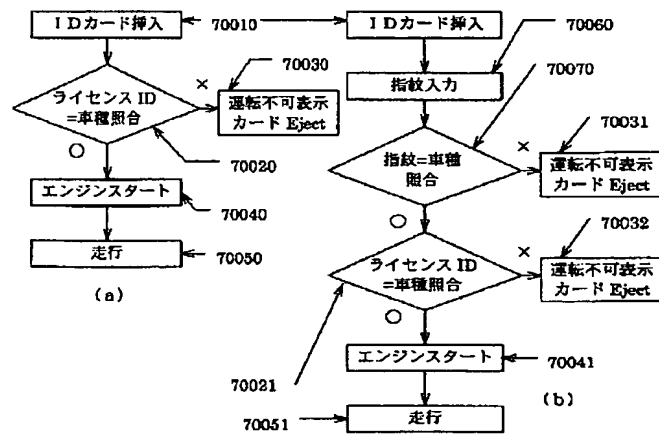 IDカード挿入
70010
ライセンスID
=車種照合
×
70030
運転不可表示
カードEject
○
70020
エンジンスタート
70040
走行
70050
(a)
IDカード挿入
70060
指紋入力
70070
指紋=車種
照合
×
70031
運転不可表示
カードEject
○
70032
ライセンスID
=車種照合
×
運転不可表示
カードEject
○
エンジンスタート
70041
70021
70051
走行
(b)